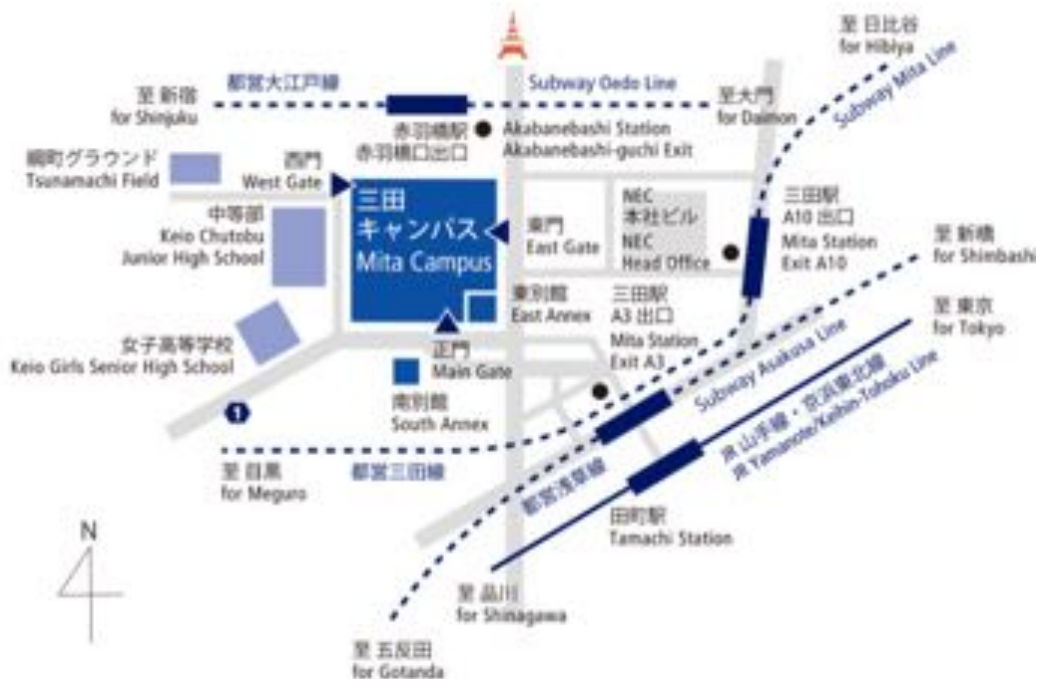 至 日比谷
for Hibiya
Subway Mita Line
都営大江戸線
Subway Oedo Line
至 新宿
for Shinjuku
至大門
for Daimon
赤羽橋駅
赤羽橋口出口
Akabanebashi Station
Akabanebashi-guchi Exit
綱町グラウンド
Tsunamachi Field
西門
West Gate
三田
キャンパス
Mita Campus
東門
East Gate
NEC
本社ビル
NEC
Head Office
三田駅
A10 出口
Mita Station
Exit A10
中等部
Keio Chutobu
Junior High School
至 新橋
for Shimbashi
東別館
East Annex
三田駅
A3 出口
Mita Station
Exit A3
至 東京
for Tokyo
女子高等学校
Keio Girls Senior High School
正門
Main Gate
南別館
South Annex
Subway Asakusa Line
JR 山手線・京浜東北線
JR Yamanote/Keihin-Tohoku Line
1
至 目黒
for Meguro
都営三田線
都営浅草線
田町駅
Tamachi Station
N
至 品川
for Shinagawa
至 五反田
for Gotanda